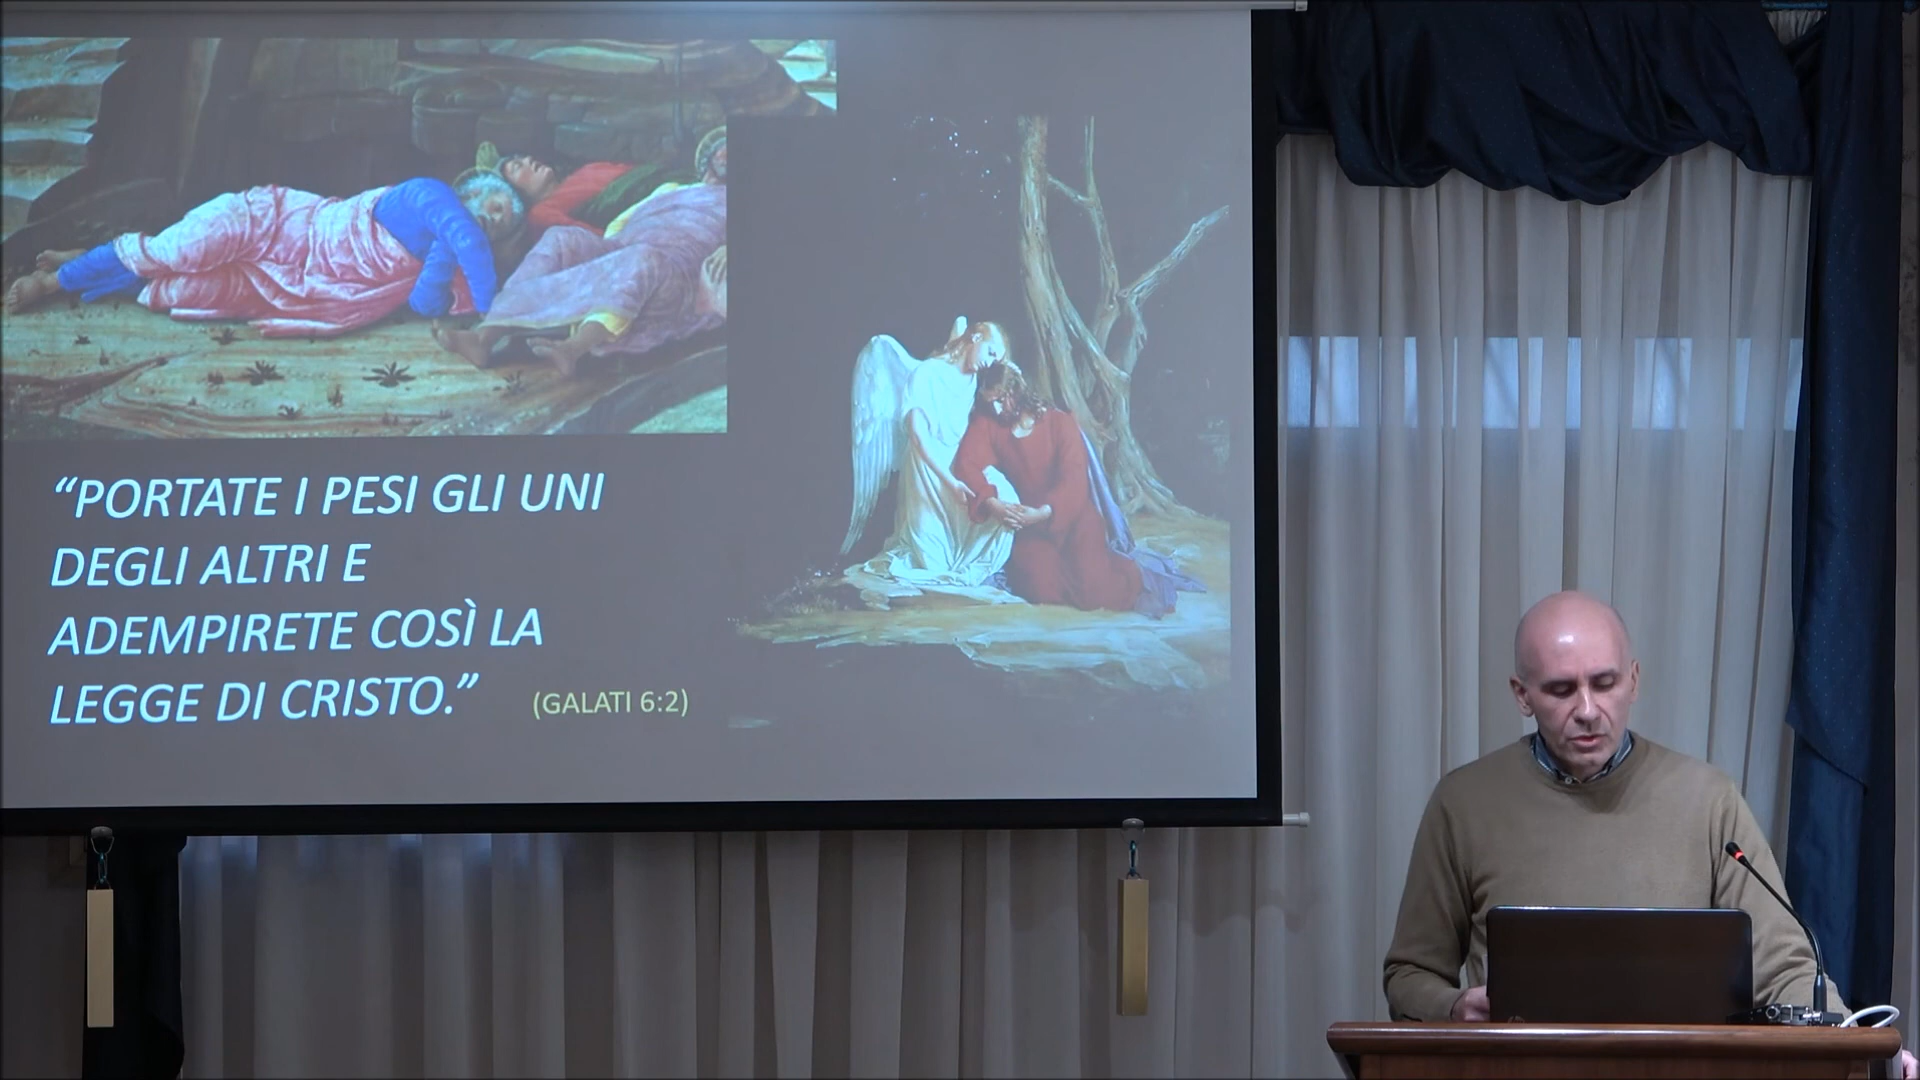 “PORTATE I PESI GLI UNI
DEGLI ALTRI E
ADEMPIRETE COSÌ LA
LEGGE DI CRISTO.” (GALATI 6:2)